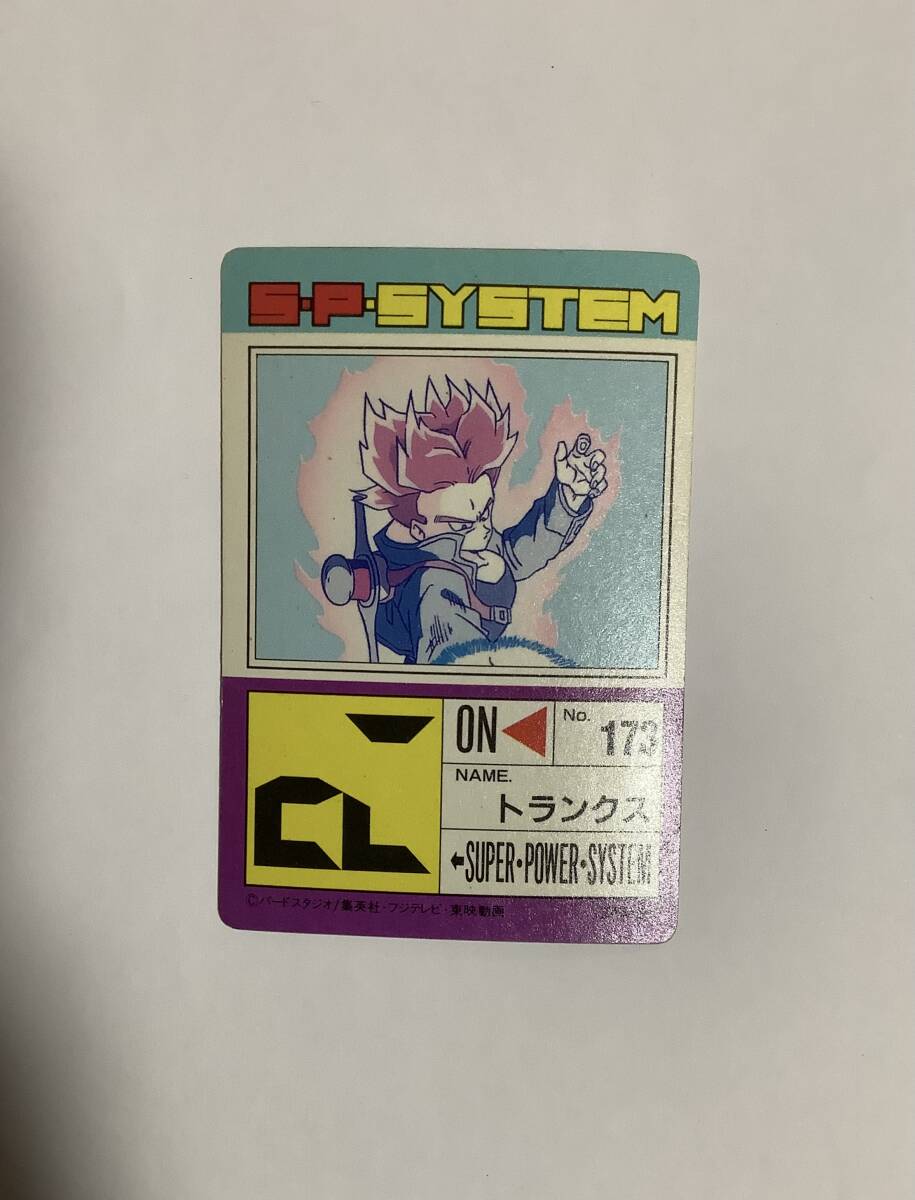 S·P·SYSTEM
ON
No.
173
NAME.
トランクス
←SUPER·POWER·SYSTEM
©バードスタジオ/集英社・フジテレビ・東映動画